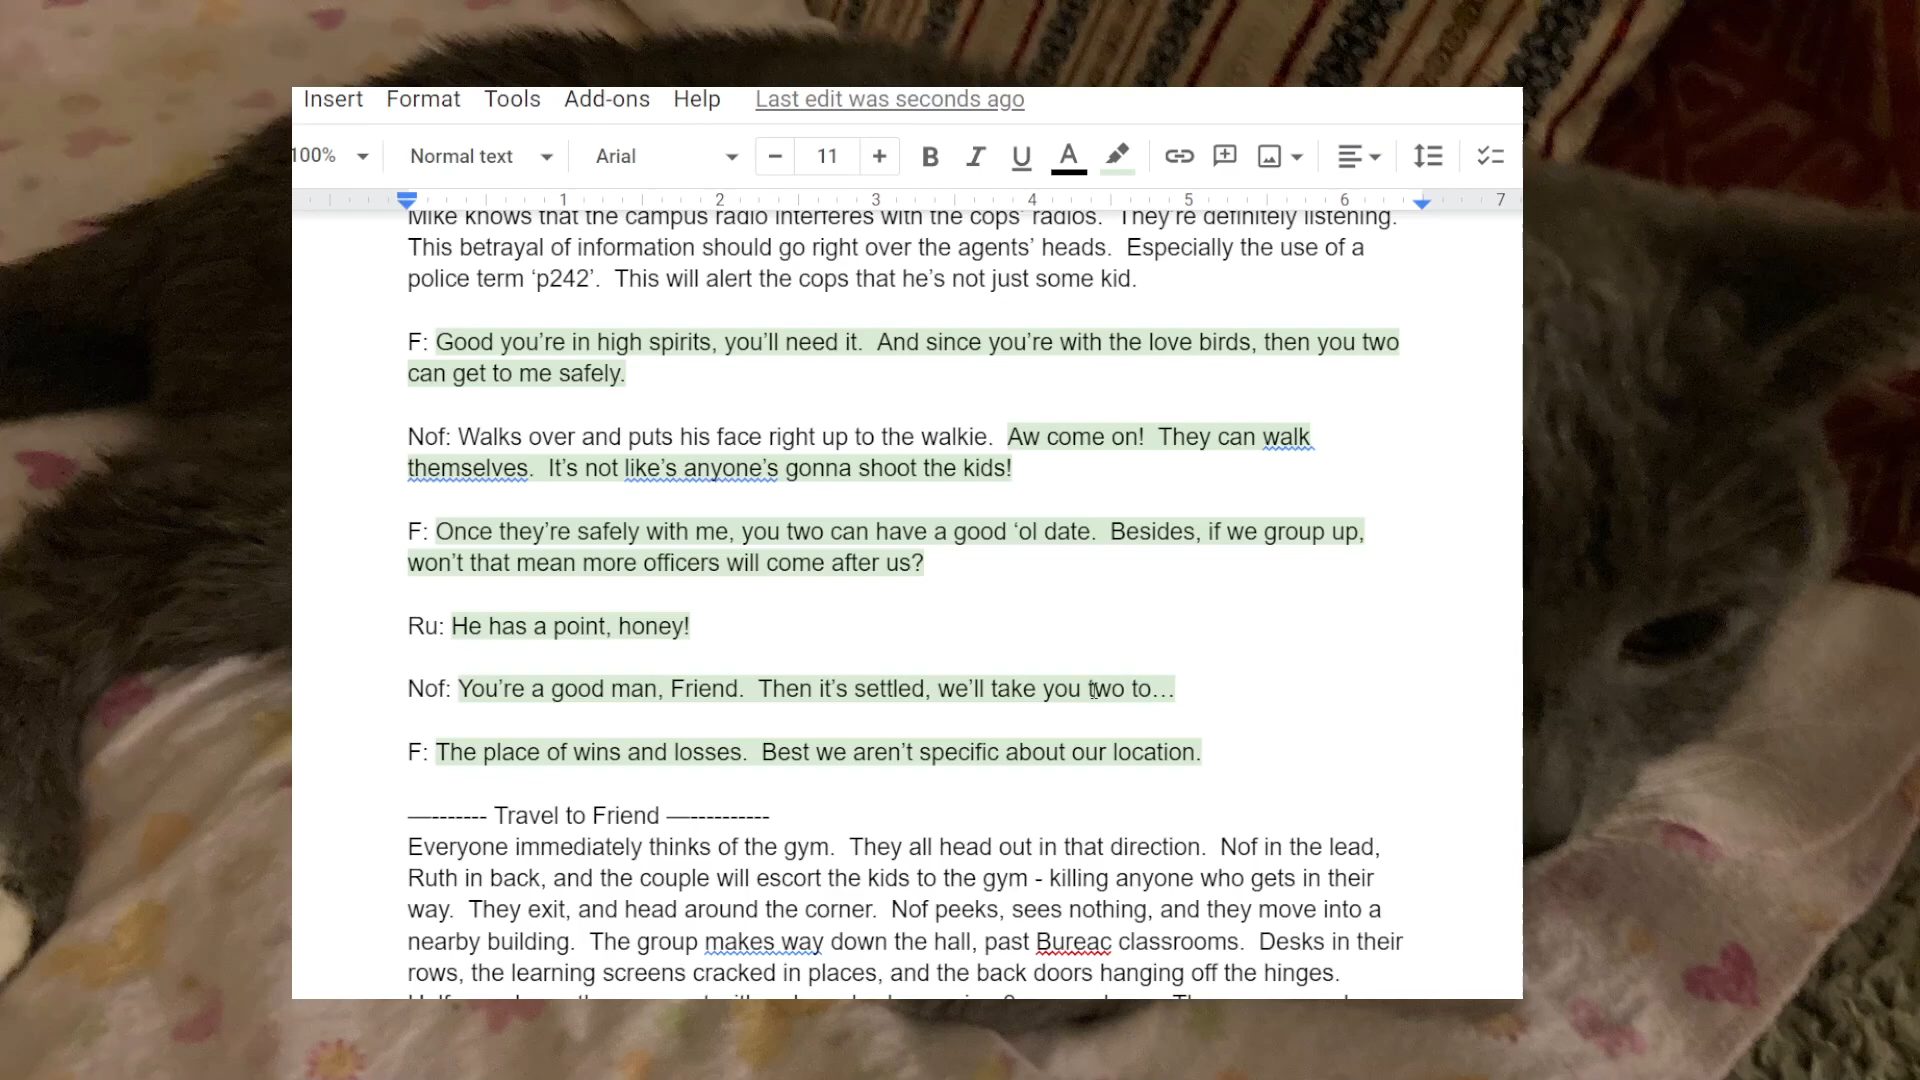 Insert Format Tools Add-ons Help Last edit was seconds ago
100% Normal text Arial 11 B I U A
1 2 3 4 5 6 7
Mike knows that the campus radio interferes with the cops’ radios.  They’re definitely listening.
This betrayal of information should go right over the agents’ heads.  Especially the use of a
police term ‘p242’.  This will alert the cops that he’s not just some kid.
F: Good you’re in high spirits, you’ll need it.  And since you’re with the love birds, then you two
can get to me safely.
Nof: Walks over and puts his face right up to the walkie.  Aw come on!  They can walk
themselves.  It’s not like’s anyone’s gonna shoot the kids!
F: Once they’re safely with me, you two can have a good ‘ol date.  Besides, if we group up,
won’t that mean more officers will come after us?
Ru: He has a point, honey!
Nof: You’re a good man, Friend.  Then it’s settled, we’ll take you two to…
F: The place of wins and losses.  Best we aren’t specific about our location.
—------- Travel to Friend —----------
Everyone immediately thinks of the gym.  They all head out in that direction.  Nof in the lead,
Ruth in back, and the couple will escort the kids to the gym - killing anyone who gets in their
way.  They exit, and head around the corner.  Nof peeks, sees nothing, and they move into a
nearby building.  The group makes way down the hall, past Bureac classrooms.  Desks in their
rows, the learning screens cracked in places, and the back doors hanging off the hinges.